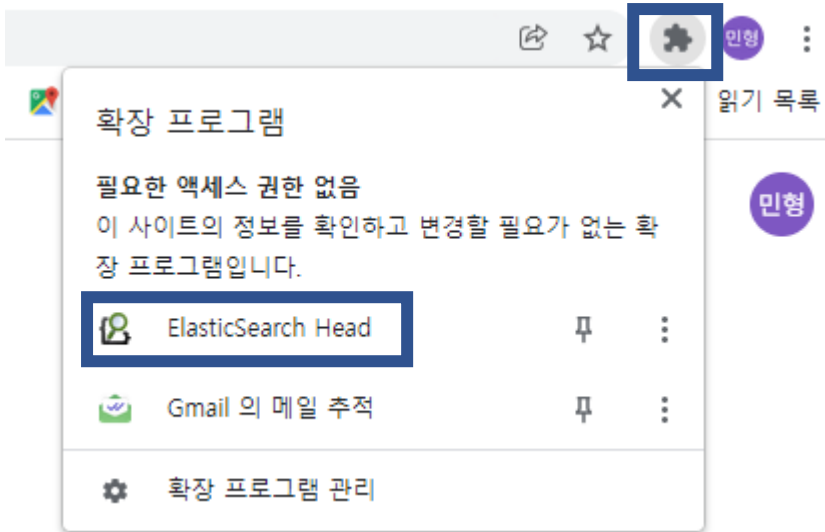 민형
읽기 목록
확장 프로그램
필요한 액세스 권한 없음
이 사이트의 정보를 확인하고 변경할 필요가 없는 확
장 프로그램입니다.
민형
ElasticSearch Head
Gmail 의 메일 추적
확장 프로그램 관리